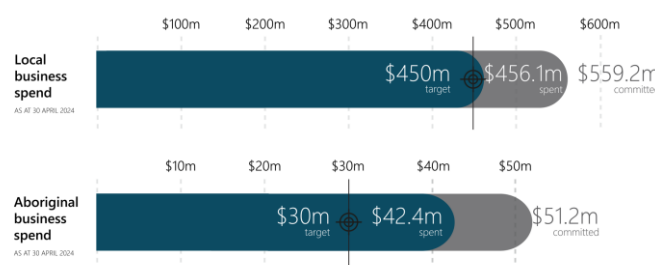 $100m $200m $300m $400m $500m $600m
Local
business
spend
AS AT 30 APRIL 2024
$450m
target
$456.1m
spent
$559.2m
committed
$10m $20m $30m $40m $50m
Aboriginal
business
spend
AS AT 30 APRIL 2024
$30m
target
$42.4m
spent
$51.2m
committed